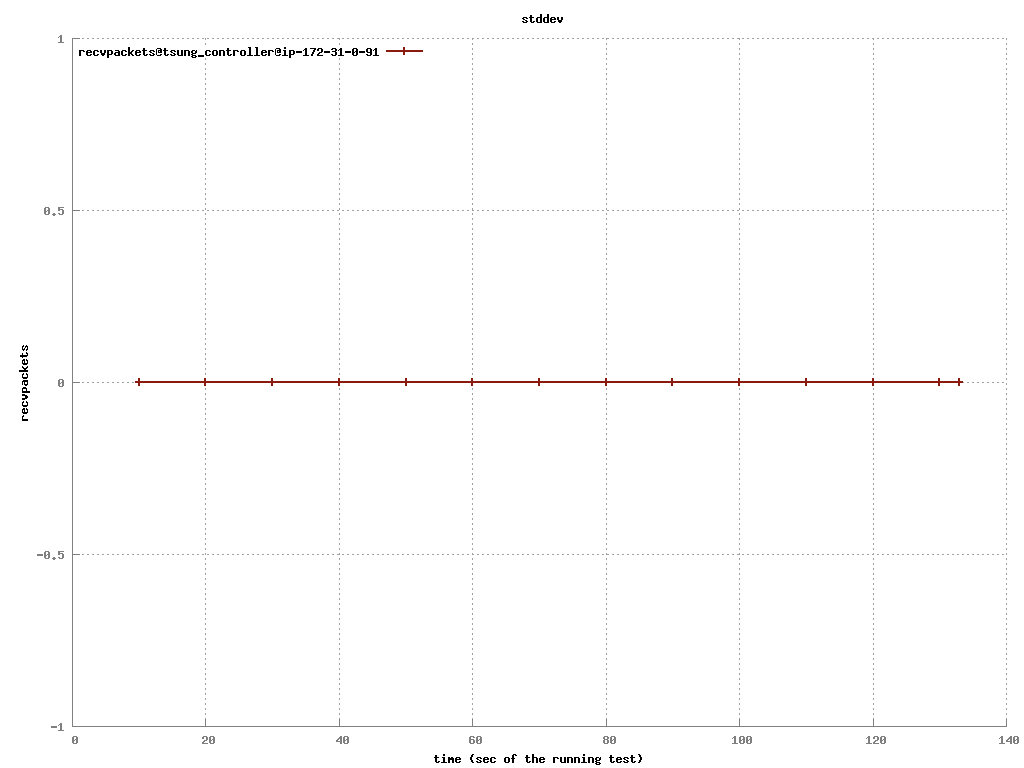 stddev
recvpackets@tsung_controller@ip-172-31-0-91
1
0.5
0
-0.5
-1
recvpackets
0 20 40 60 80 100 120 140
time (sec of the running test)